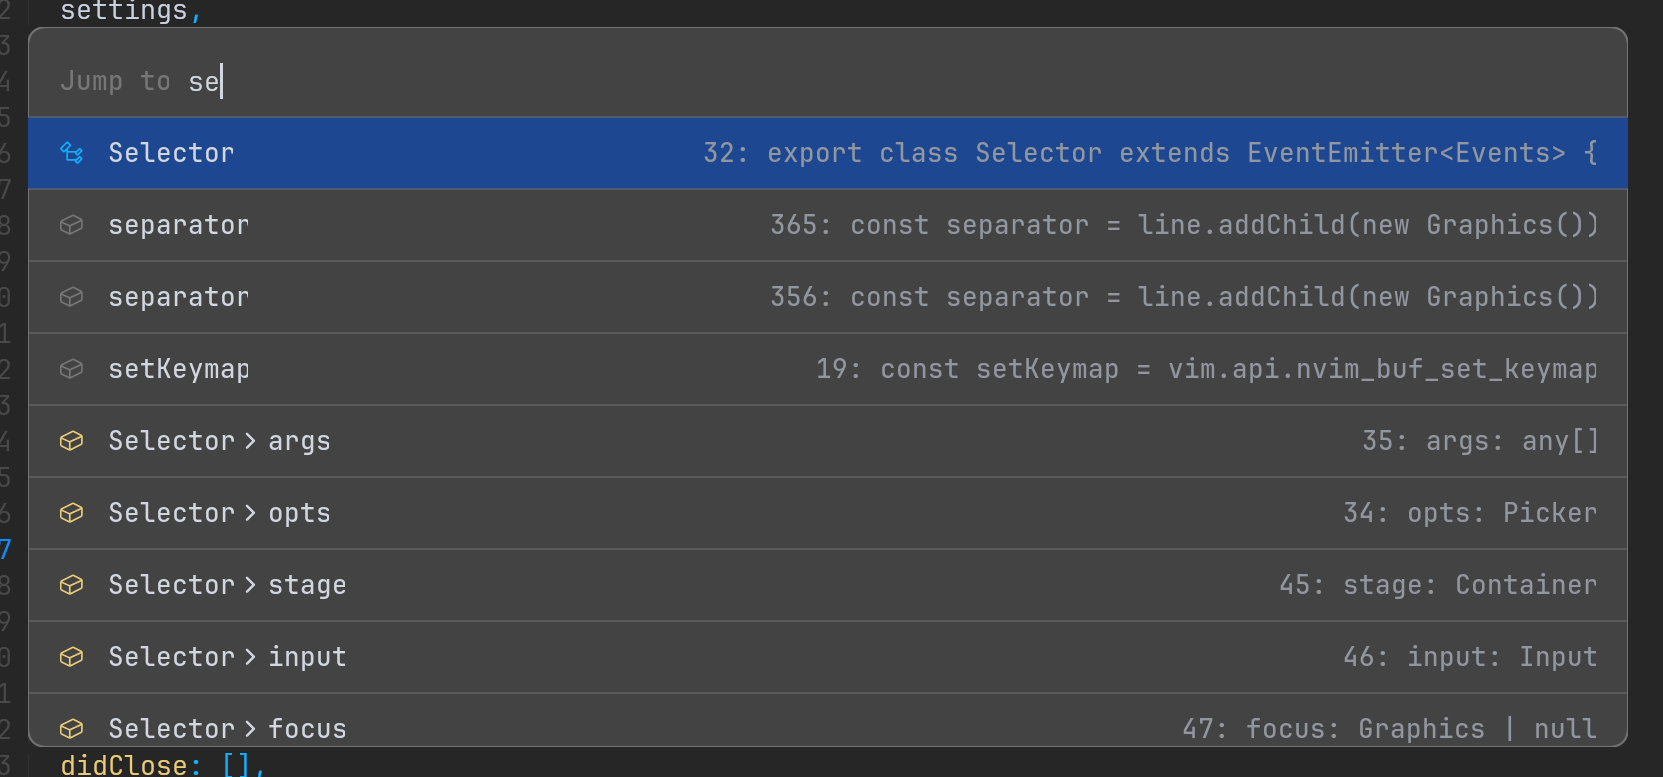 settings,
Jump to se
Selector 32: export class Selector extends EventEmitter<Events> {
separator 365: const separator = line.addChild(new Graphics())
separator 356: const separator = line.addChild(new Graphics())
setKeymap 19: const setKeymap = vim.api.nvim_buf_set_keymap
Selector > args 35: args: any[]
Selector > opts 34: opts: Picker
Selector > stage 45: stage: Container
Selector > input 46: input: Input
Selector > focus 47: focus: Graphics | null
didClose: [],